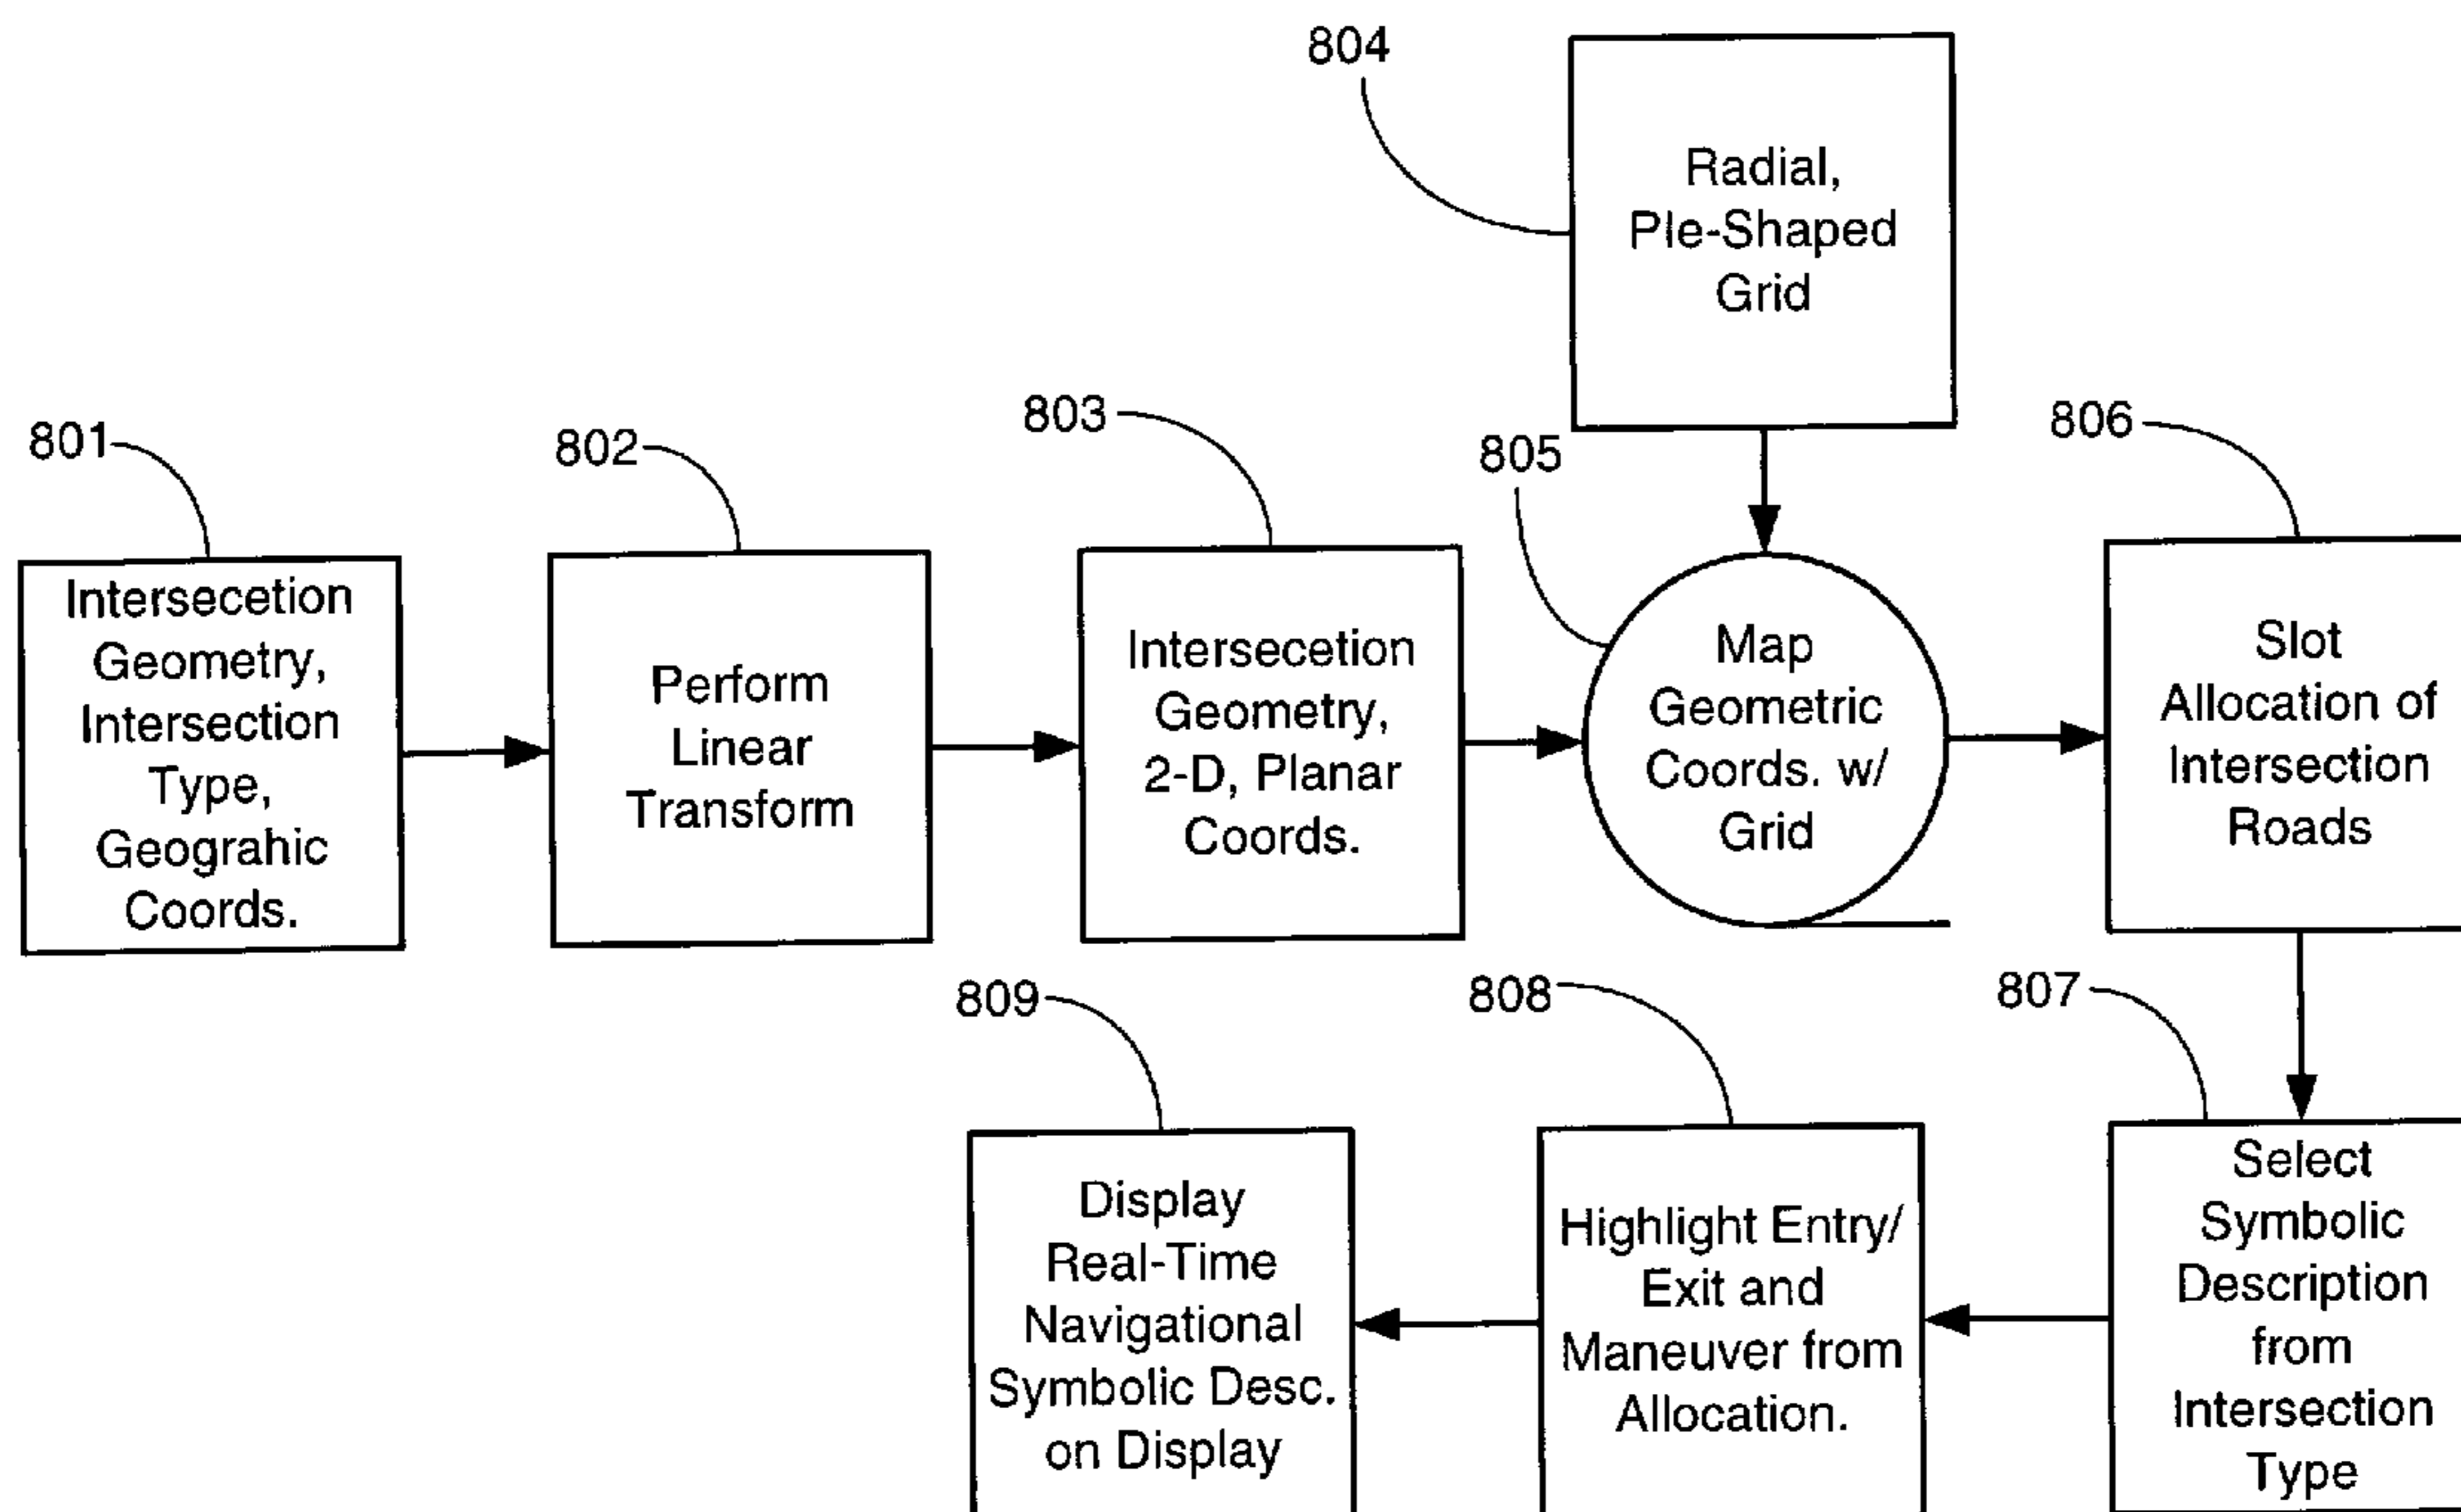 804
Radial,
Pie-Shaped
Grid
801
802
803
805
806
Intersecetion
Geometry,
Intersection
Type,
Geograhic
Coords.
Perform
Linear
Transform
Intersecetion
Geometry,
2-D, Planar
Coords.
Map
Geometric
Coords. w/
Grid
Slot
Allocation of
Intersection
Roads
809
808
807
Display
Real-Time
Navigational
Symbolic Desc.
on Display
Highlight Entry/
Exit and
Maneuver from
Allocation.
Select
Symbolic
Description
from
Intersection
Type